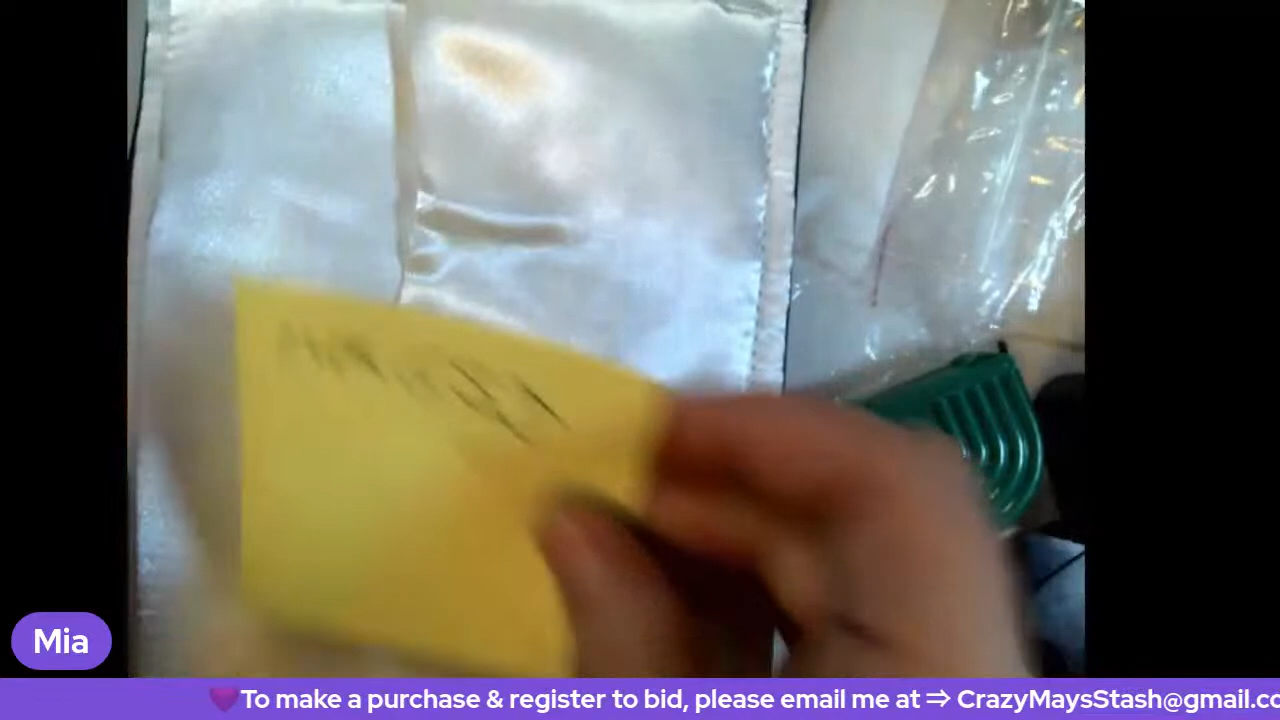 Mia
💜To make a purchase & register to bid, please email me at ⇒ CrazyMaysStash@gmail.co